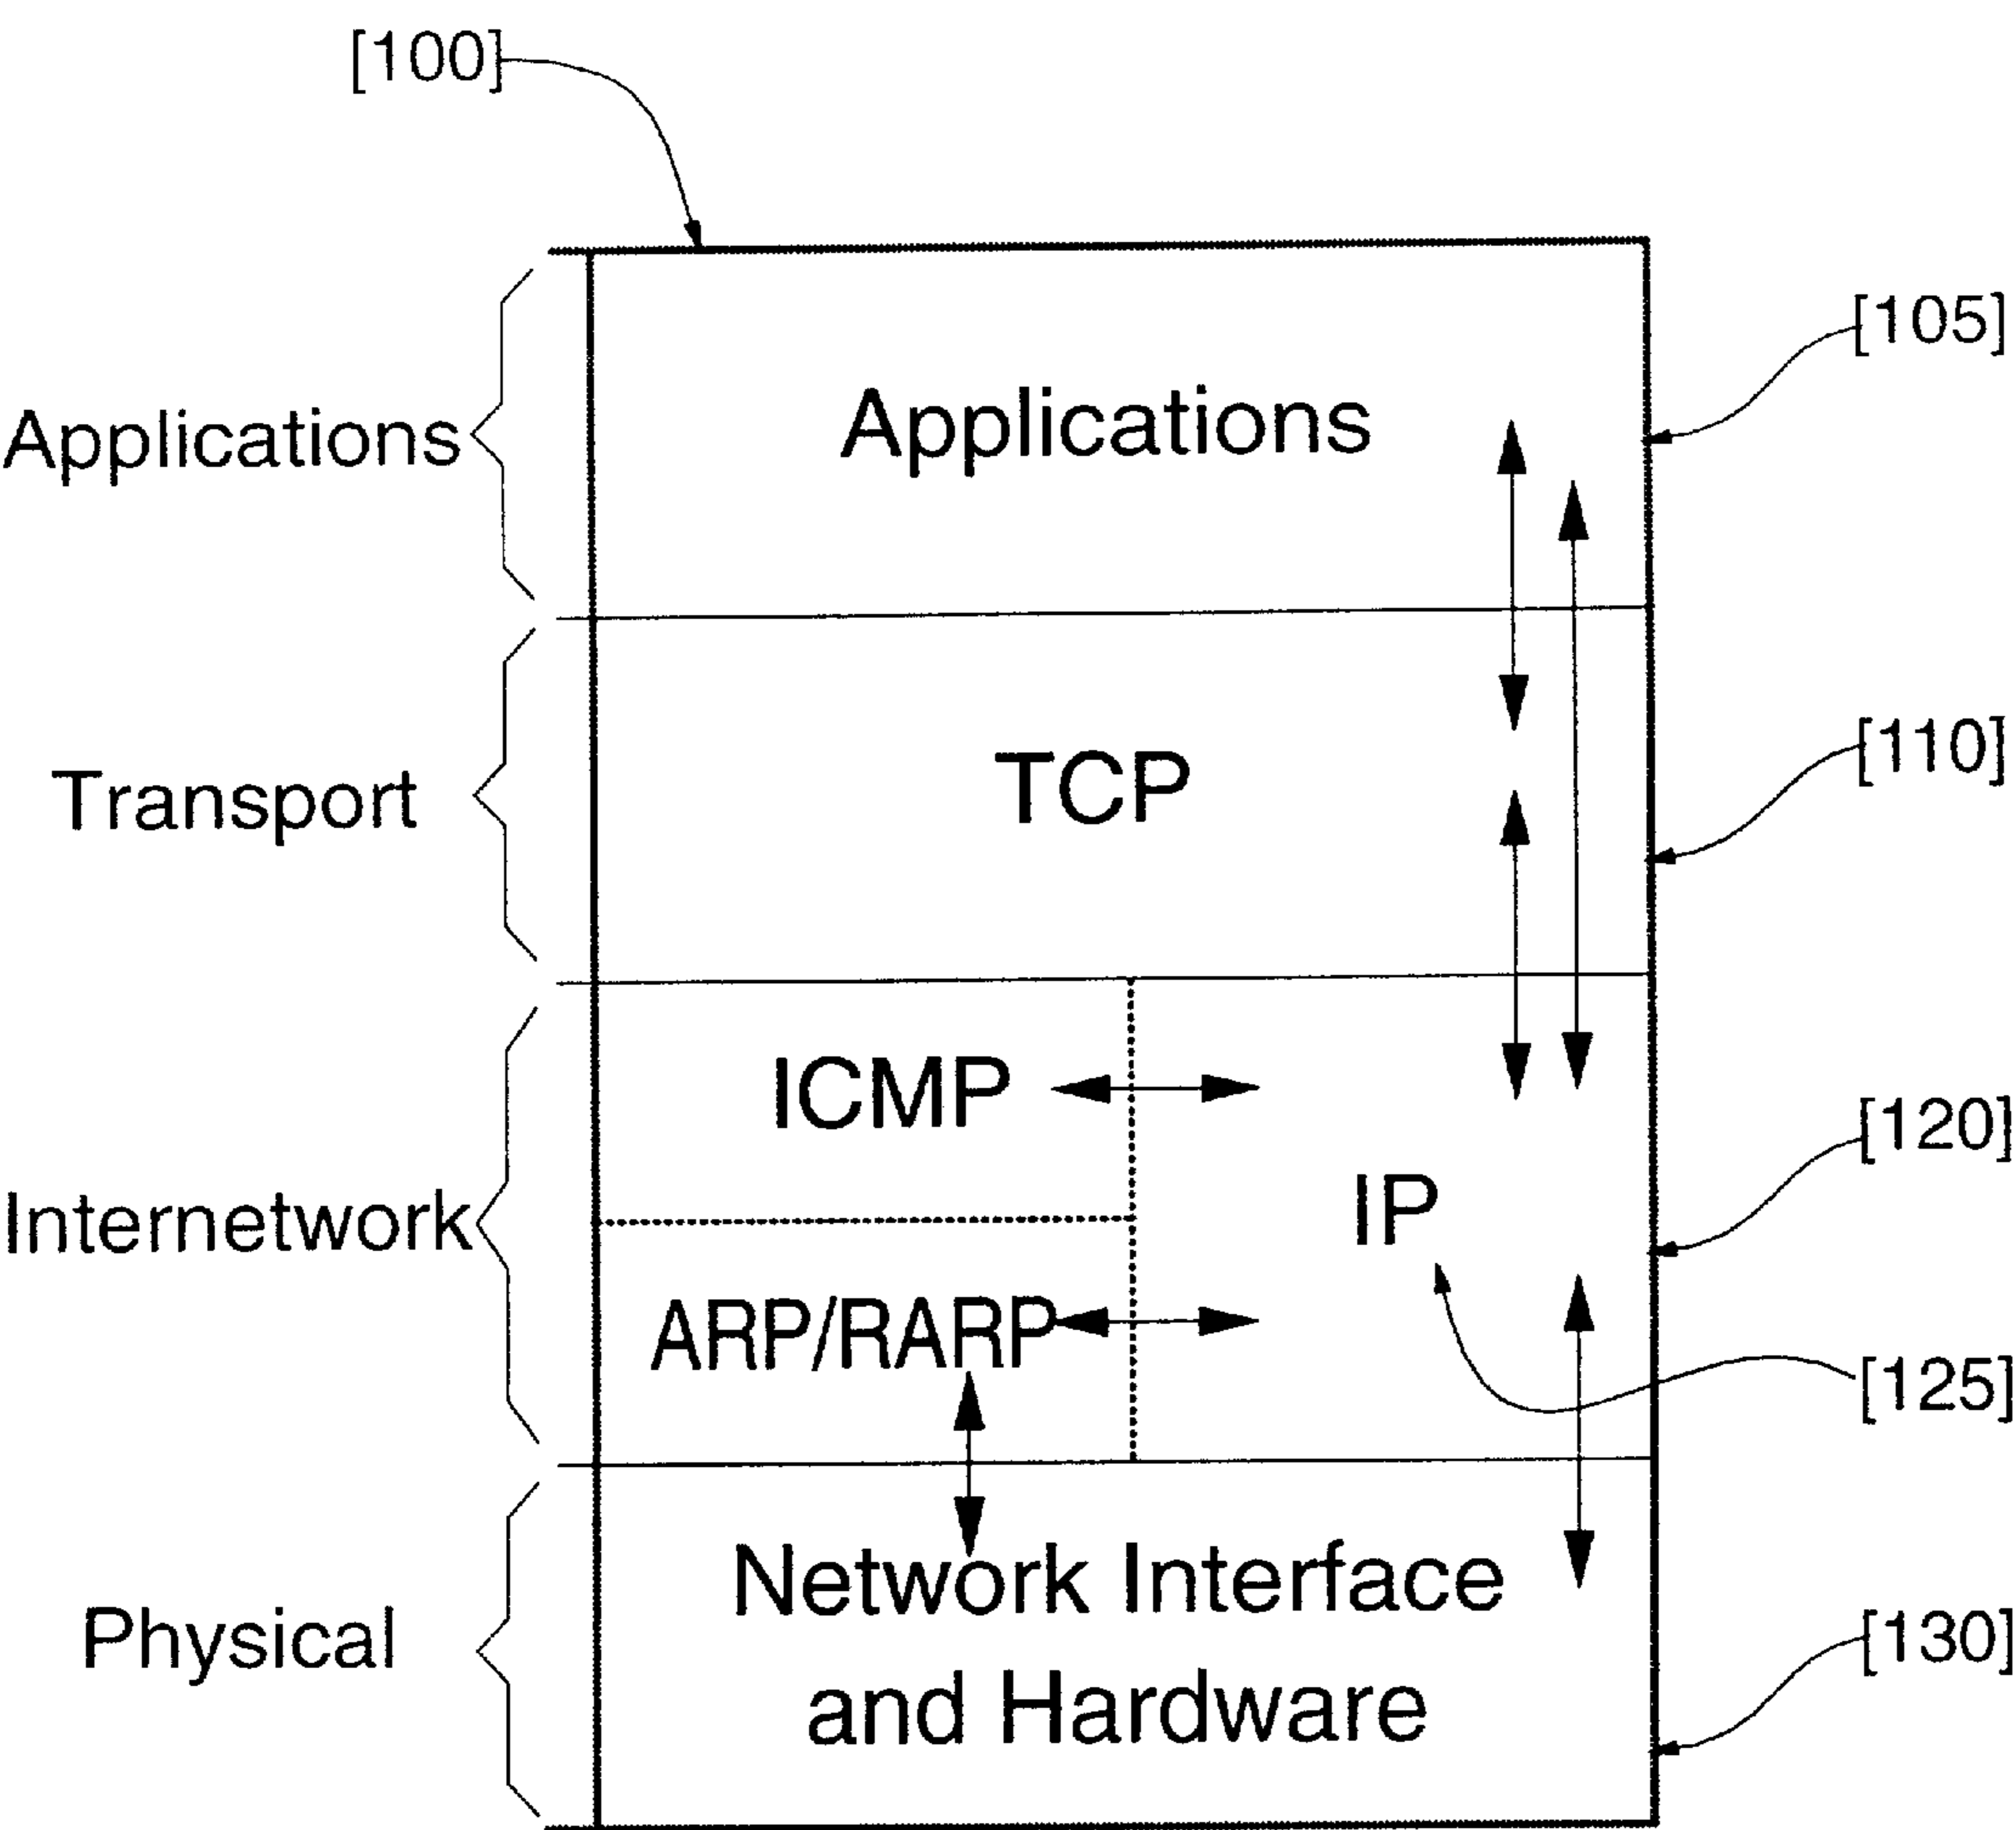 [100]
[105]
Applications
Applications
[110]
Transport
TCP
ICMP
[120]
Internetwork
IP
ARP/RARP
[125]
Network Interface
and Hardware
Physical
[130]